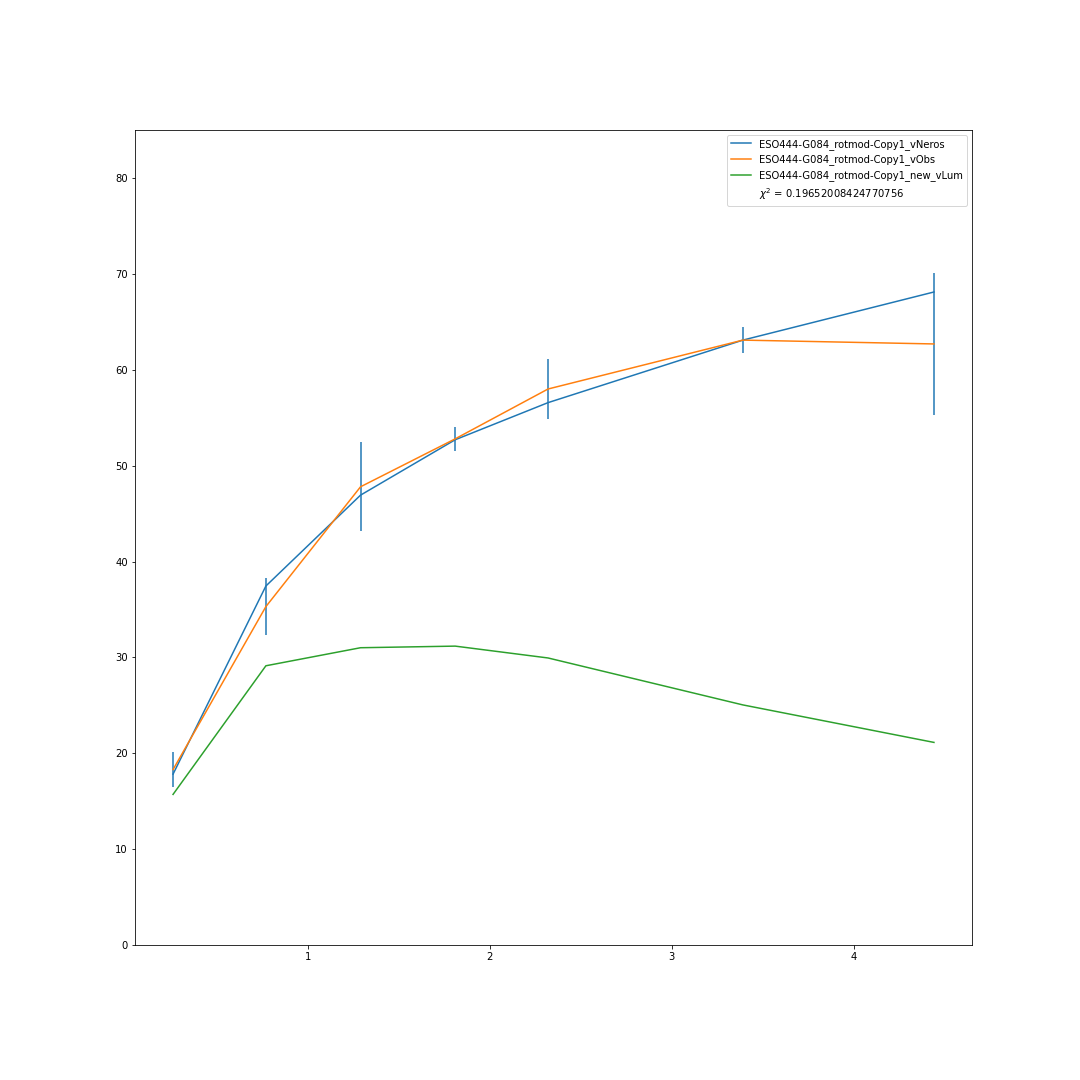 ESO444-G084_rotmod-Copy1_vNeros
ESO444-G084_rotmod-Copy1_vObs
ESO444-G084_rotmod-Copy1_new_vLum
χ² = 0.19652008424770756
80
70
60
50
40
30
20
10
0
1 2 3 4